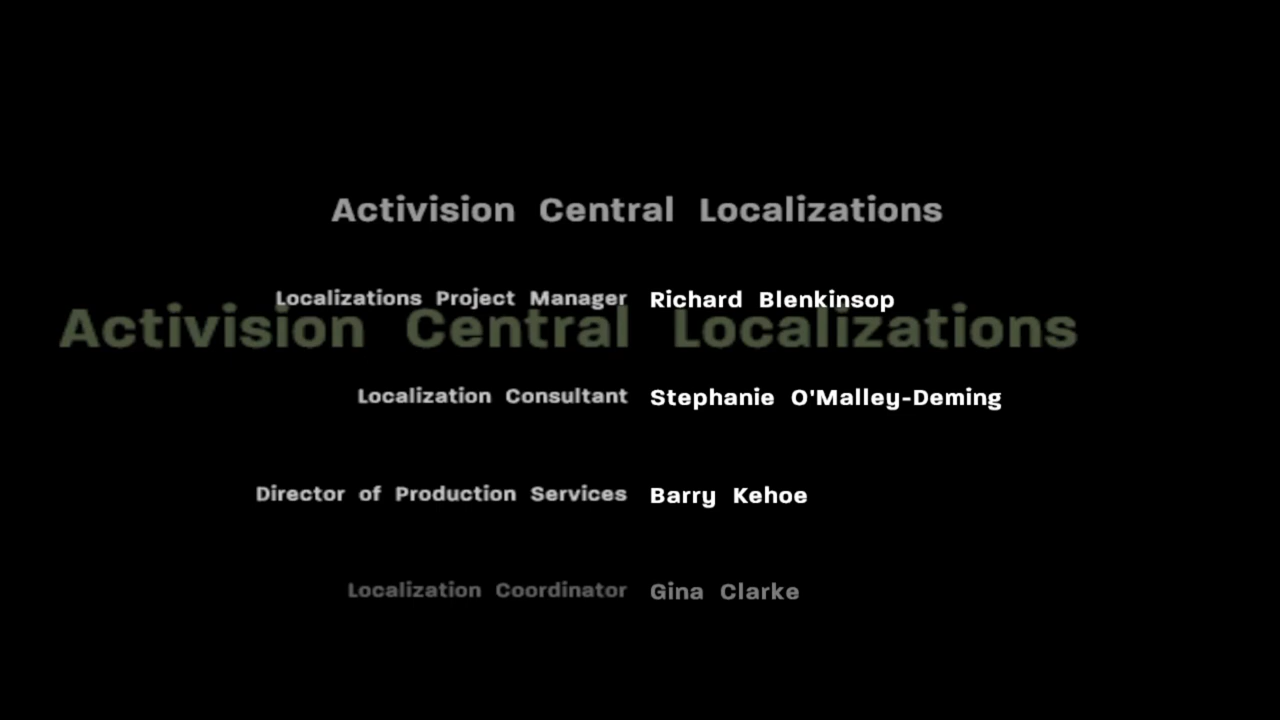 Activision Central Localizations
Localizations Project Manager Richard Blenkinsop
Activision Central Localizations
Localization Consultant Stephanie O'Malley-Deming
Director of Production Services Barry Kehoe
Localization Coordinator Gina Clarke